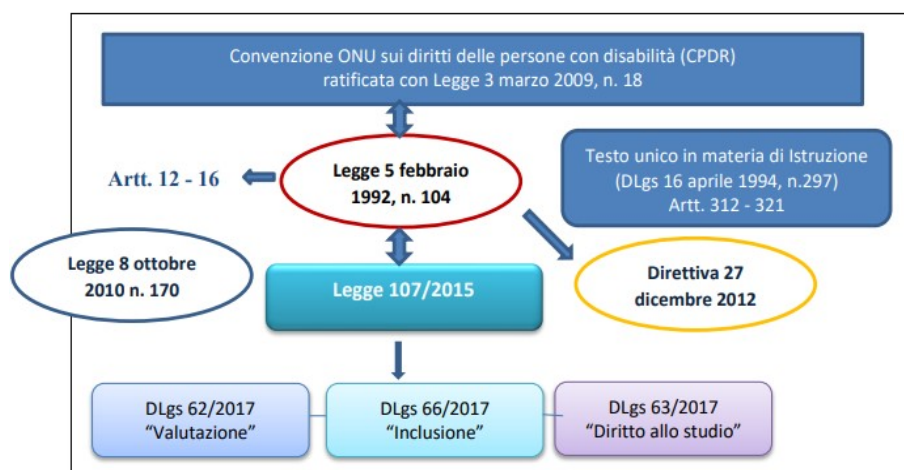 Convenzione ONU sui diritti delle persone con disabilità (CPDR)
ratificata con Legge 3 marzo 2009, n. 18
Artt. 12 - 16
Legge 5 febbraio
1992, n. 104
Testo unico in materia di Istruzione
(DLgs 16 aprile 1994, n.297)
Artt. 312 - 321
Legge 8 ottobre
2010 n. 170
Legge 107/2015
Direttiva 27
dicembre 2012
DLgs 62/2017
“Valutazione”
DLgs 66/2017
“Inclusione”
DLgs 63/2017
“Diritto allo studio”